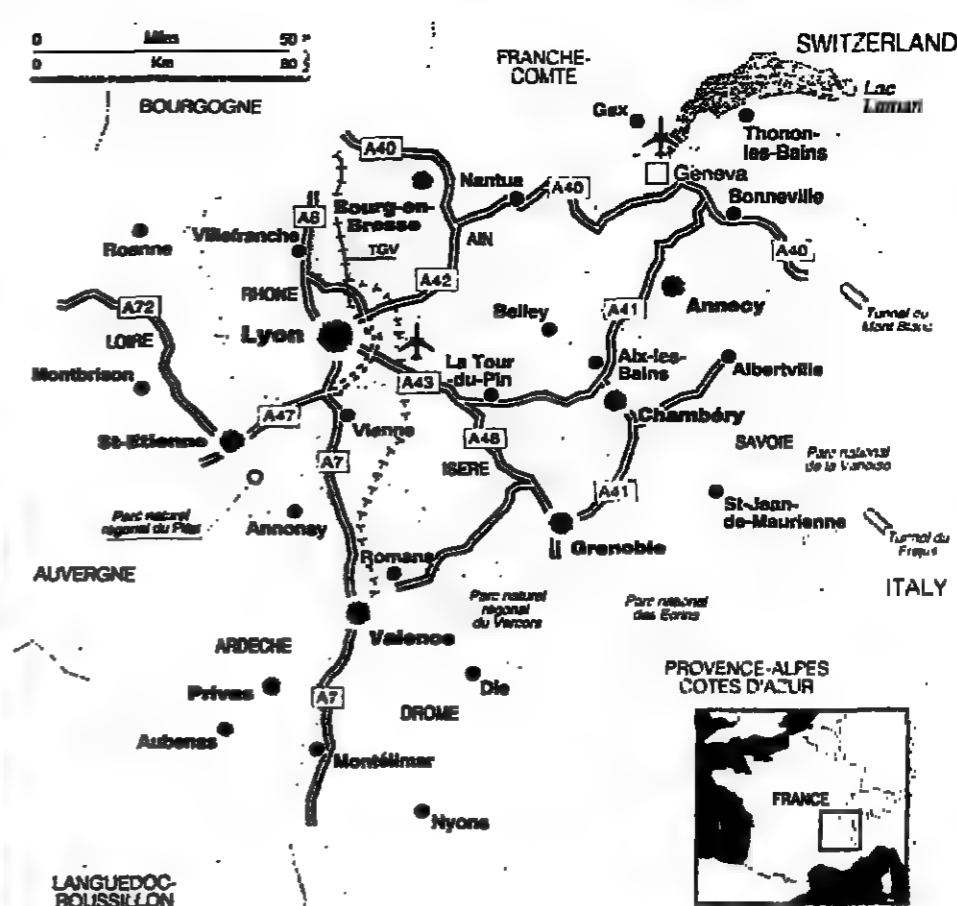 0 Miles 50
0 Km 80
SWITZERLAND
FRANCHE-
COMTE
BOURGOGNE
Lac
Leman
Gex
Thonon-
les-Bains
A40
Geneva
Nantua
A40
Bonneville
Bourg-en-
Bresse
A6
Villefranche
Roanne
TGV
AIN
A40
A42
RHONE
Annecy
A72
Belley
A41
Tunnel du
Mont Blanc
LOIRE
Lyon
La Tour
-du-Pin
Aix-les-
Bains
Albertville
Montbrison
A43
Chambéry
A47
Vienne
St-Etienne
A48
SAVOIE
Parc national
de la Vanoise
A7
ISERE
A41
Parc naturel
régional du Pilat
Annonay
St-Jean-
de-Maurienne
Tunnel du
Frejus
Grenoble
Romans
AUVERGNE
ITALY
Parc naturel
régional
du Vercors
Parc national
des Ecrins
Valence
ARDECHE
PROVENCE-ALPES
COTES D'AZUR
Privas
A7
Die
DROME
Aubenas
Montélimar
FRANCE
Nyons
LANGUEDOC-
ROUSSILLON